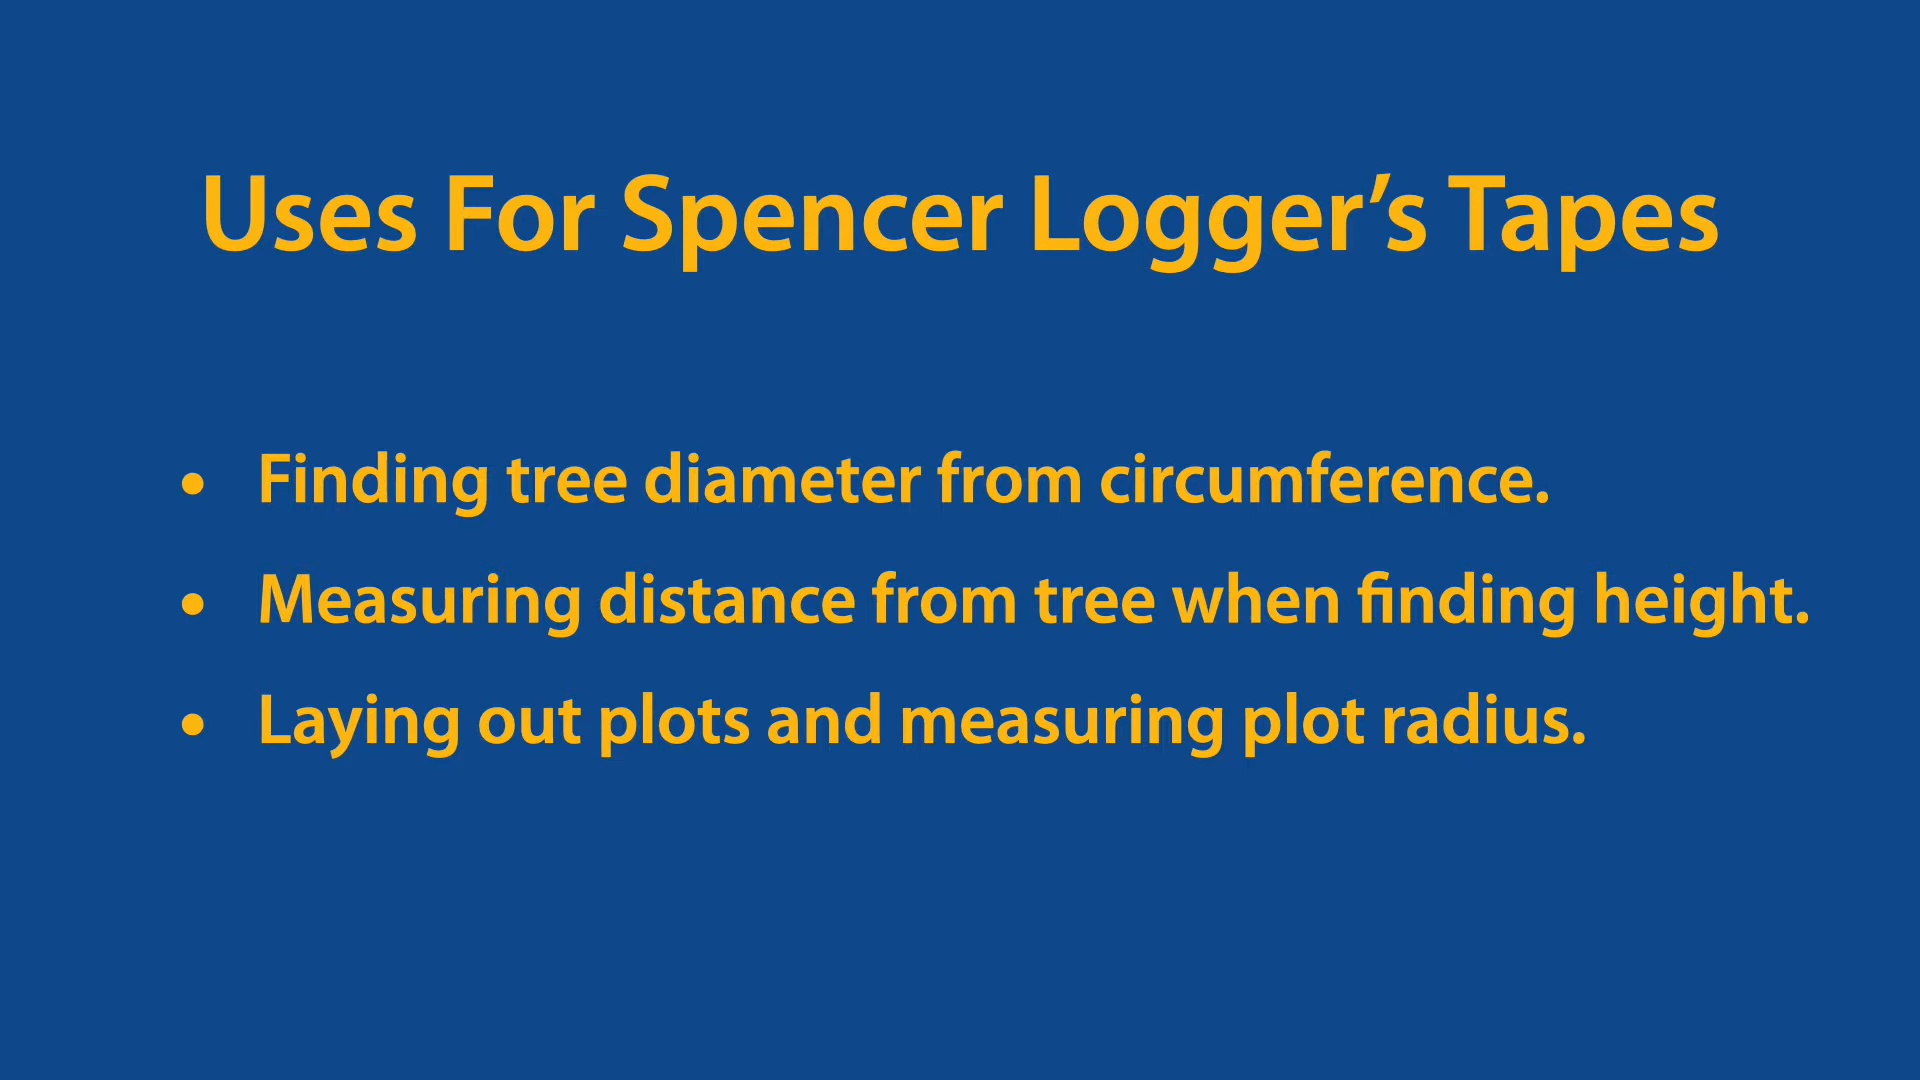 Uses For Spencer Logger’s Tapes
• Finding tree diameter from circumference.
• Measuring distance from tree when finding height.
• Laying out plots and measuring plot radius.